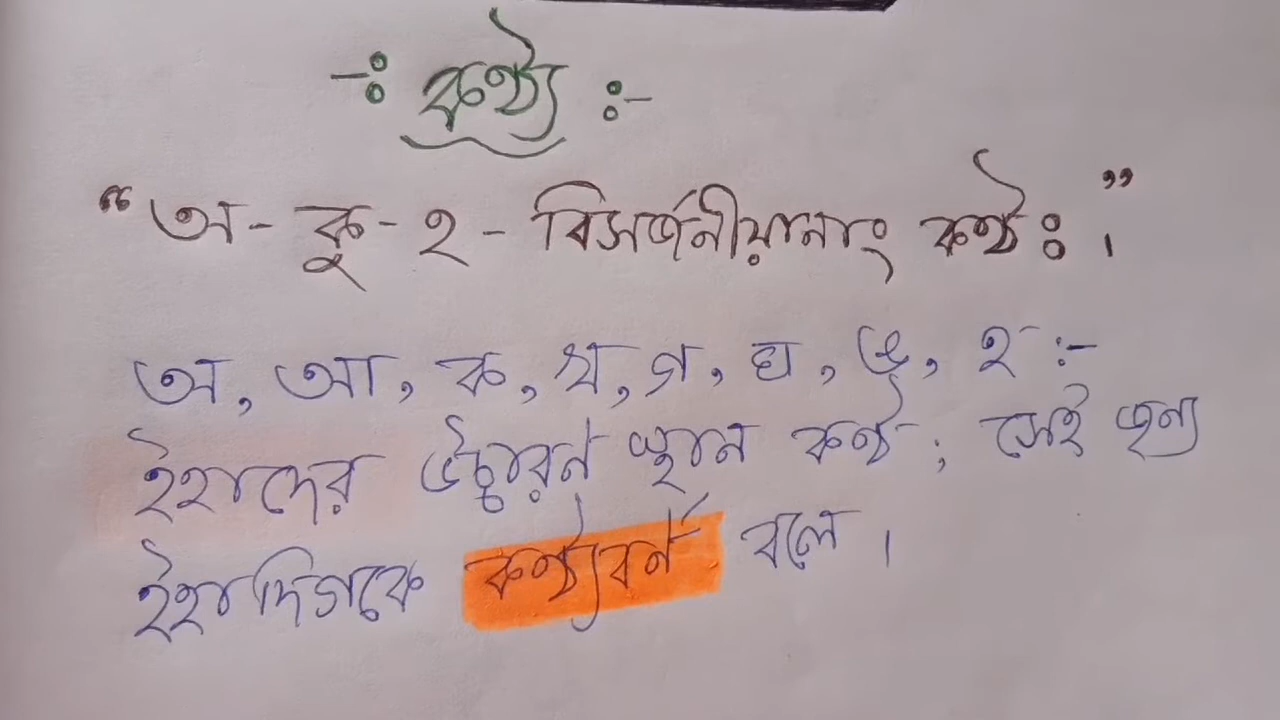 -ঃ কণ্ঠ্য ঃ-
“অ - কু - হ - বিসর্জনীয়ানাং কণ্ঠঃ।”
অ, আ, ক, খ, গ, ঘ, ঙ, হ :-
ইহাদের উচ্চারণ স্থান কণ্ঠ; সেই জন্য
ইহাদিগকে কণ্ঠ্যবর্ণ বলে।